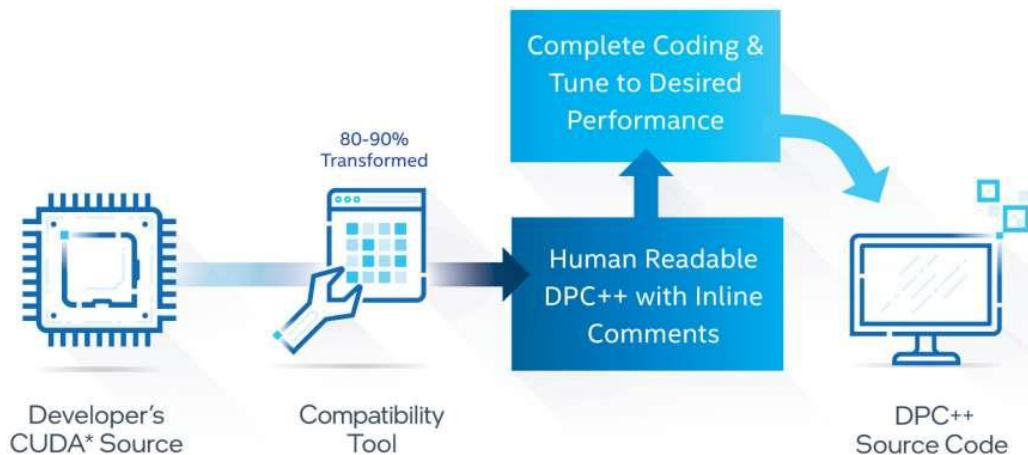 Complete Coding &
Tune to Desired
Performance
80-90%
Transformed
Human Readable
DPC++ with Inline
Comments
Developer's
CUDA* Source
Compatibility
Tool
DPC++
Source Code